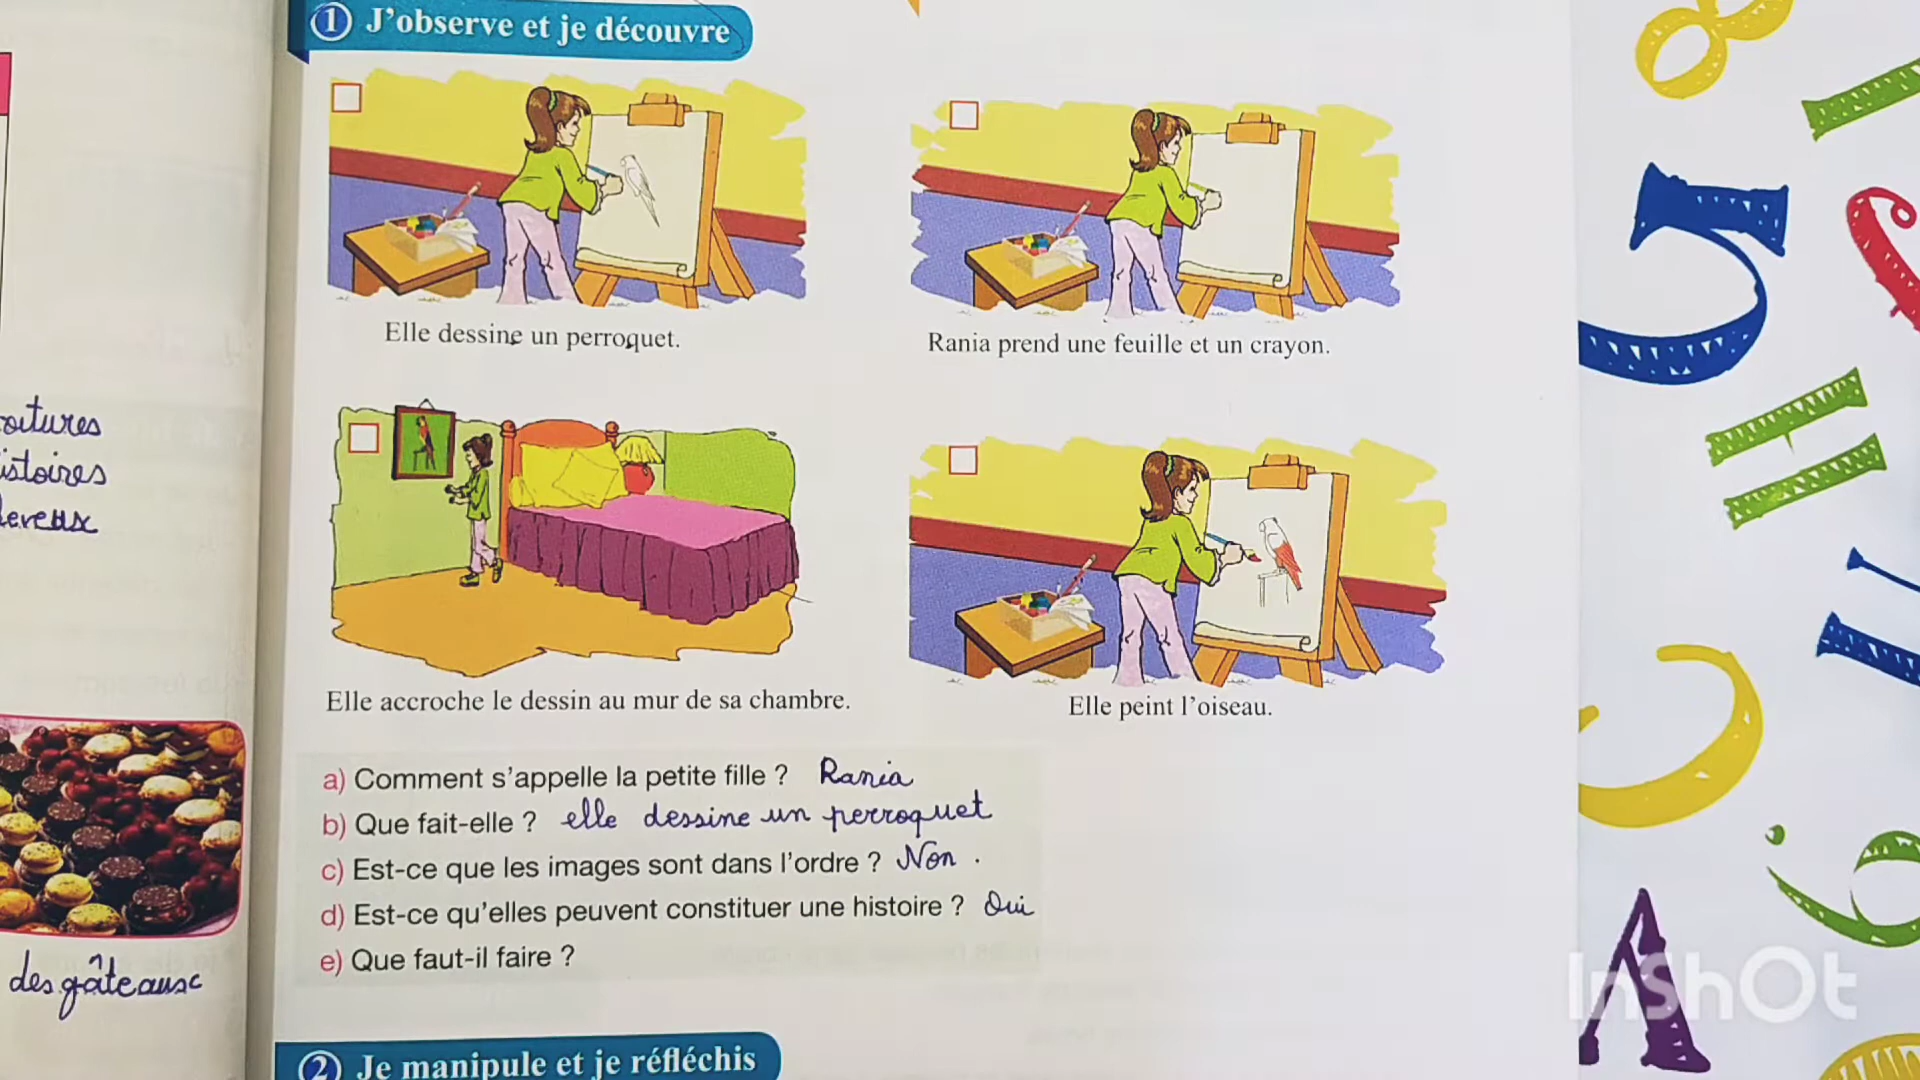 1 J'observe et je découvre
Elle dessine un perroquet.
Rania prend une feuille et un crayon.
Elle accroche le dessin au mur de sa chambre.
Elle peint l'oiseau.
a) Comment s'appelle la petite fille ? Rania
b) Que fait-elle ? elle dessine un perroquet
c) Est-ce que les images sont dans l'ordre ? Non .
d) Est-ce qu'elles peuvent constituer une histoire ? Oui
e) Que faut-il faire ?
2 Je manipule et je réfléchis
des gâteaux
InShOt